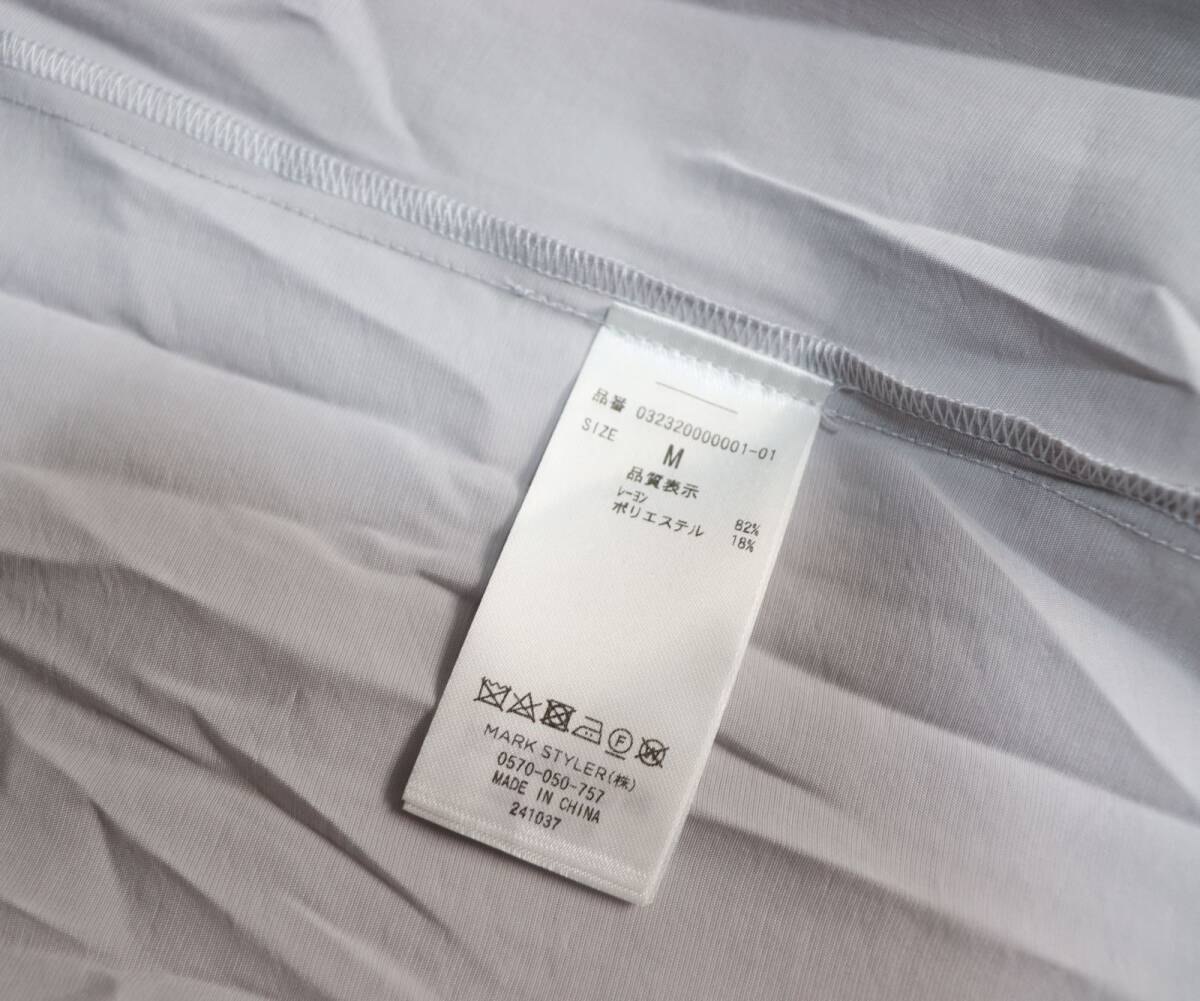 品番 032320000001-01
SIZE M
品質表示
レーヨン 82%
ポリエステル 18%
F
W
MARK STYLER(株)
0570-050-757
MADE IN CHINA
241037